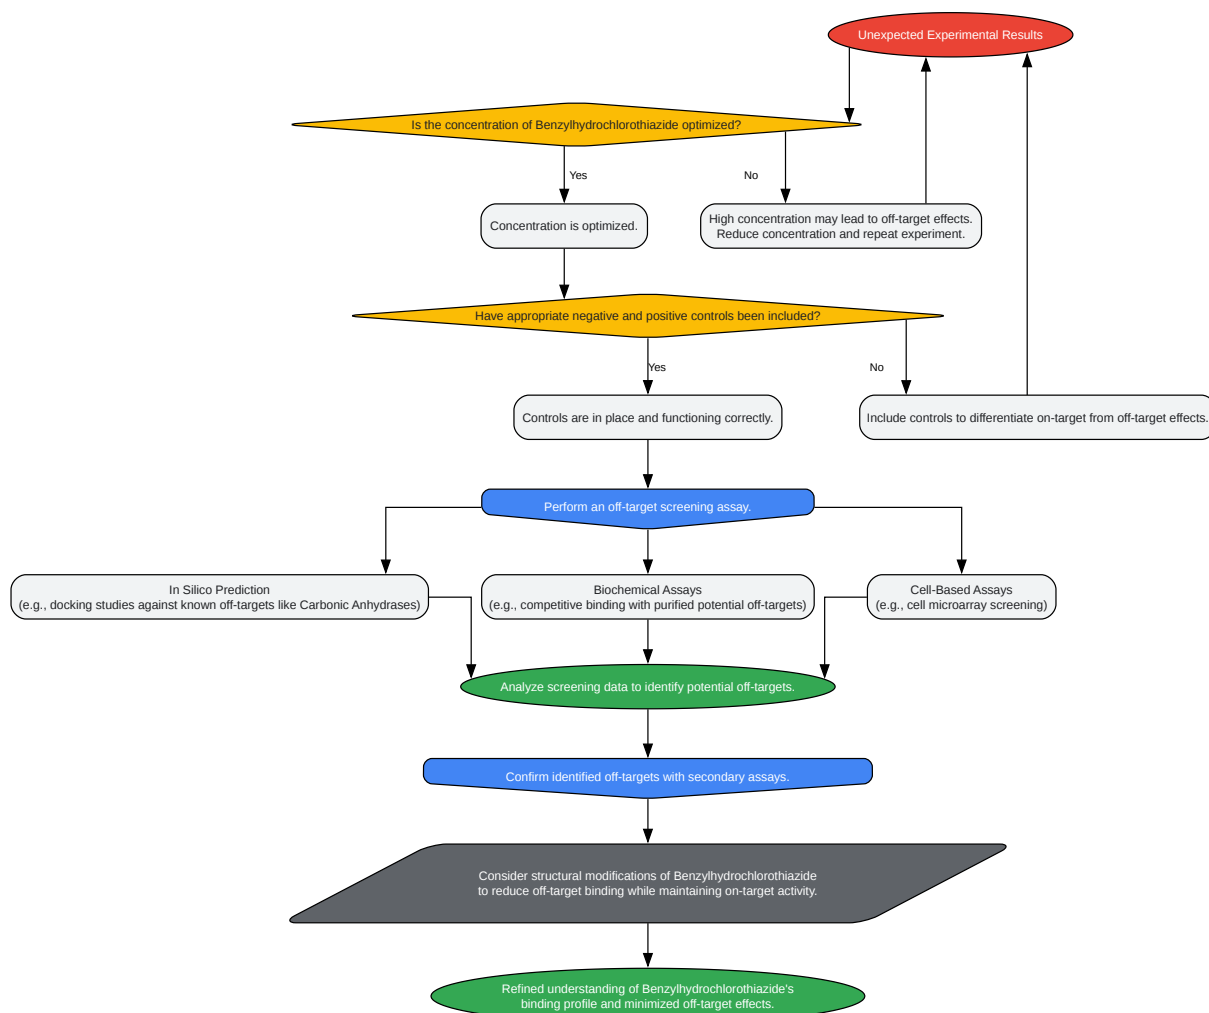 Unexpected Experimental Results
Is the concentration of Benzylhydrochlorothiazide optimized?
Yes
No
Concentration is optimized.
High concentration may lead to off-target effects.
Reduce concentration and repeat experiment.
Have appropriate negative and positive controls been included?
Yes
No
Controls are in place and functioning correctly.
Include controls to differentiate on-target from off-target effects.
Perform an off-target screening assay.
In Silico Prediction
(e.g., docking studies against known off-targets like Carbonic Anhydrases)
Biochemical Assays
(e.g., competitive binding with purified potential off-targets)
Cell-Based Assays
(e.g., cell microarray screening)
Analyze screening data to identify potential off-targets.
Confirm identified off-targets with secondary assays.
Consider structural modifications of Benzylhydrochlorothiazide
to reduce off-target binding while maintaining on-target activity.
Refined understanding of Benzylhydrochlorothiazide's
binding profile and minimized off-target effects.